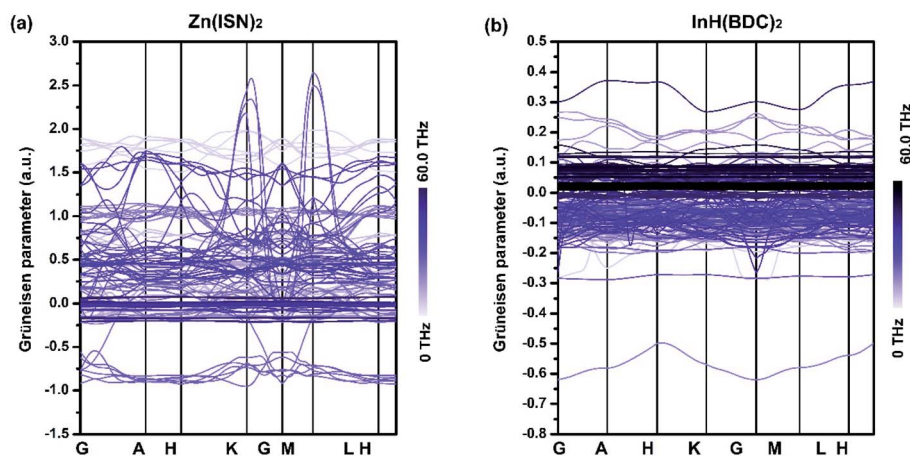 (a) Zn(ISN)2
Grüneisen parameter (a.u.)
3.0
2.5
2.0
1.5
1.0
0.5
0.0
-0.5
-1.0
-1.5
G A H K G M L H
60.0 THz
0 THz
(b) InH(BDC)2
Grüneisen parameter (a.u.)
0.5
0.4
0.3
0.2
0.1
0.0
-0.1
-0.2
-0.3
-0.4
-0.5
-0.6
-0.7
-0.8
G A H K G M L H
60.0 THz
0 THz